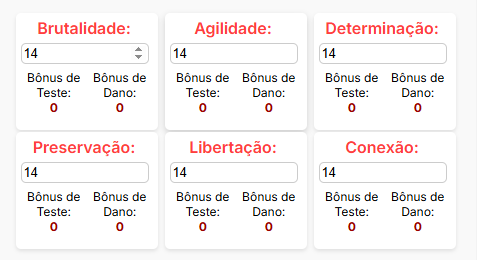 Brutalidade: Agilidade: Determinação:
14 14 14
Bônus de Bônus de Bônus de Bônus de Bônus de Bônus de
Teste: Dano: Teste: Dano: Teste: Dano:
0 0 0 0 0 0
Preservação: Libertação: Conexão:
14 14 14
Bônus de Bônus de Bônus de Bônus de Bônus de Bônus de
Teste: Dano: Teste: Dano: Teste: Dano:
0 0 0 0 0 0